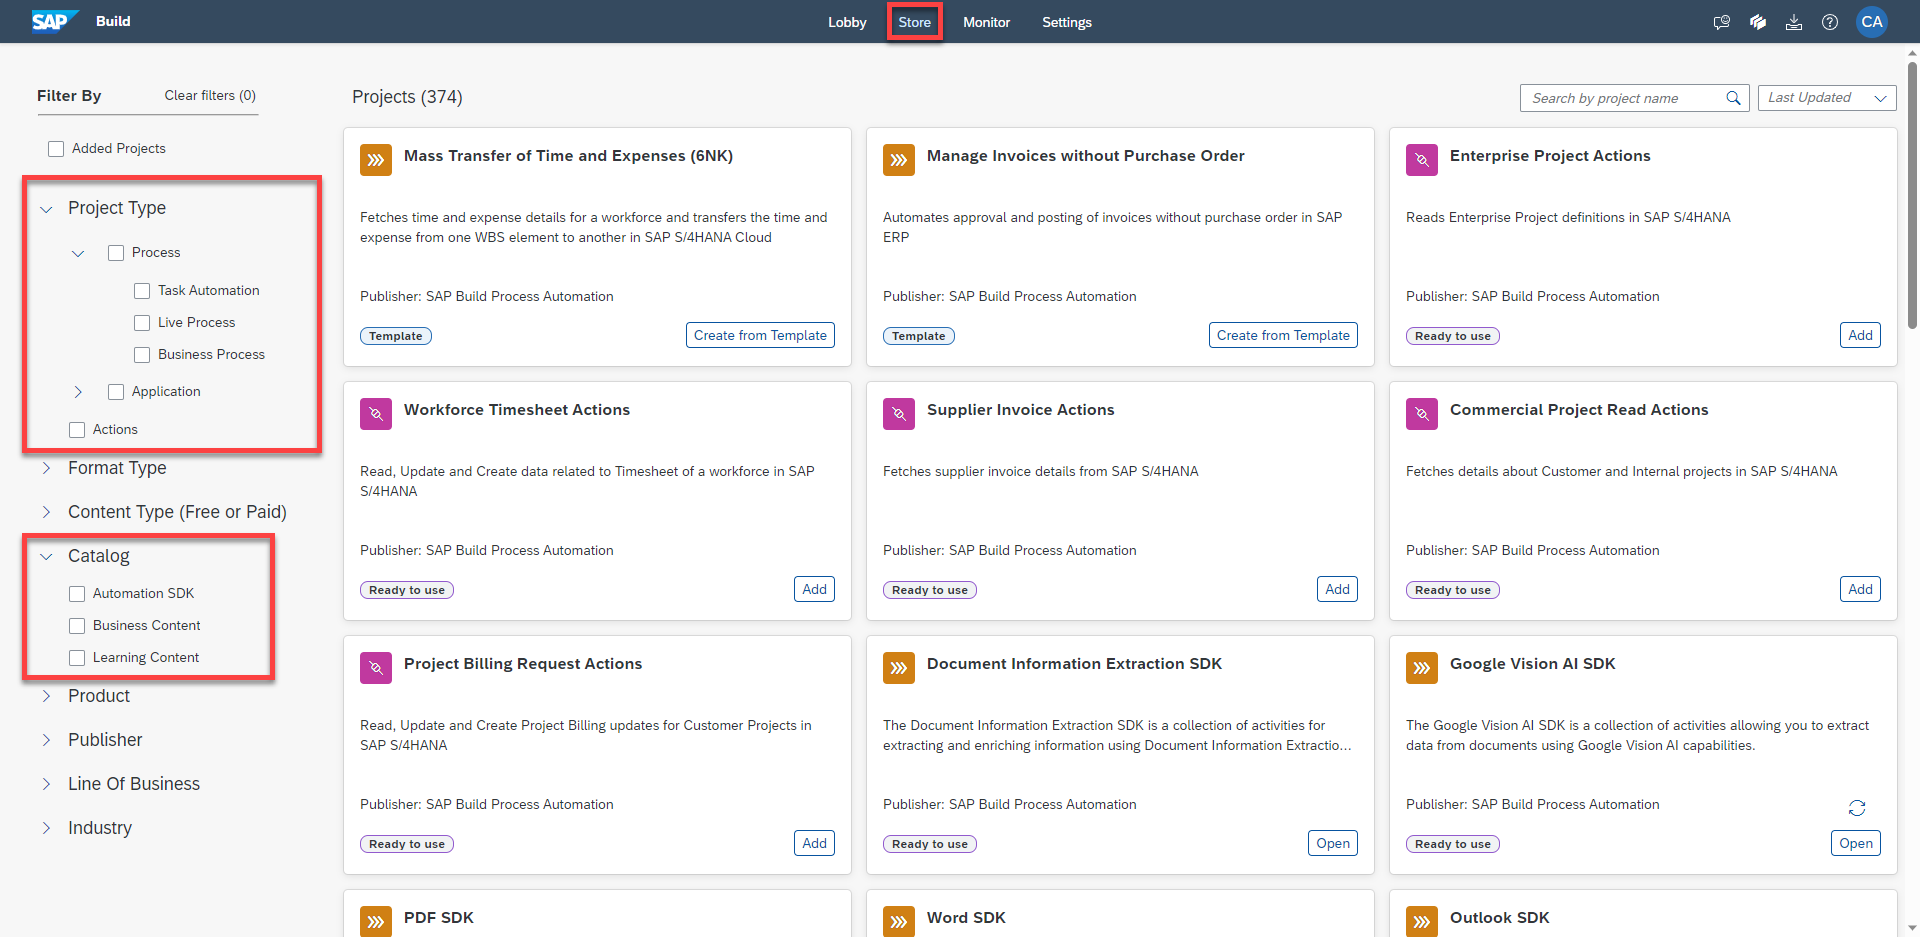 SAP Build
Lobby Store Monitor Settings
CA
Filter By Clear filters (0)
Added Projects
Project Type
Process
Task Automation
Live Process
Business Process
Application
Actions
Format Type
Content Type (Free or Paid)
Catalog
Automation SDK
Business Content
Learning Content
Product
Publisher
Line Of Business
Industry
Projects (374)
Search by project name
Last Updated
Mass Transfer of Time and Expenses (6NK)
Fetches time and expense details for a workforce and transfers the time and
expense from one WBS element to another in SAP S/4HANA Cloud
Publisher: SAP Build Process Automation
Template Create from Template
Manage Invoices without Purchase Order
Automates approval and posting of invoices without purchase order in SAP
ERP
Publisher: SAP Build Process Automation
Template Create from Template
Enterprise Project Actions
Reads Enterprise Project definitions in SAP S/4HANA
Publisher: SAP Build Process Automation
Ready to use Add
Workforce Timesheet Actions
Read, Update and Create data related to Timesheet of a workforce in SAP
S/4HANA
Publisher: SAP Build Process Automation
Ready to use Add
Supplier Invoice Actions
Fetches supplier invoice details from SAP S/4HANA
Publisher: SAP Build Process Automation
Ready to use Add
Commercial Project Read Actions
Fetches details about Customer and Internal projects in SAP S/4HANA
Publisher: SAP Build Process Automation
Ready to use Add
Project Billing Request Actions
Read, Update and Create Project Billing updates for Customer Projects in
SAP S/4HANA
Publisher: SAP Build Process Automation
Ready to use Add
Document Information Extraction SDK
The Document Information Extraction SDK is a collection of activities for
extracting and enriching information using Document Information Extractio...
Publisher: SAP Build Process Automation
Ready to use Open
Google Vision AI SDK
The Google Vision AI SDK is a collection of activities allowing you to extract
data from documents using Google Vision AI capabilities.
Publisher: SAP Build Process Automation
Ready to use Open
PDF SDK
Word SDK
Outlook SDK